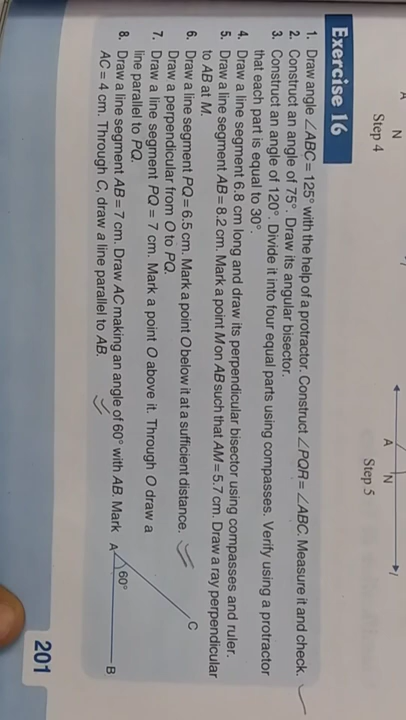 A
N
Step 4
A
N
Step 5
Exercise 16
1. Draw angle ∠ABC = 125° with the help of a protractor. Construct ∠PQR = ∠ABC. Measure it and check.
2. Construct an angle of 75°. Draw its angular bisector.
3. Construct an angle of 120°. Divide it into four equal parts using compasses. Verify using a protractor
that each part is equal to 30°.
4. Draw a line segment 6.8 cm long and draw its perpendicular bisector using compasses and ruler.
5. Draw a line segment AB = 8.2 cm. Mark a point M on AB such that AM = 5.7 cm. Draw a ray perpendicular
to AB at M.
6. Draw a line segment PQ = 6.5 cm. Mark a point O below it at a sufficient distance.
Draw a perpendicular from O to PQ.
7. Draw a line segment PQ = 7 cm. Mark a point O above it. Through O draw a
line parallel to PQ.
8. Draw a line segment AB = 7 cm. Draw AC making an angle of 60° with AB. Mark
AC = 4 cm. Through C, draw a line parallel to AB.
C
60°
A
B
201